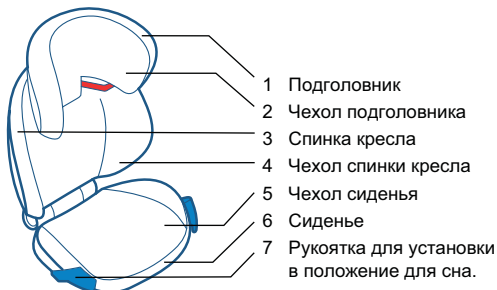 1 Подголовник
2 Чехол подголовника
3 Спинка кресла
4 Чехол спинки кресла
5 Чехол сиденья
6 Сиденье
7 Рукоятка для установки
в положение для сна.